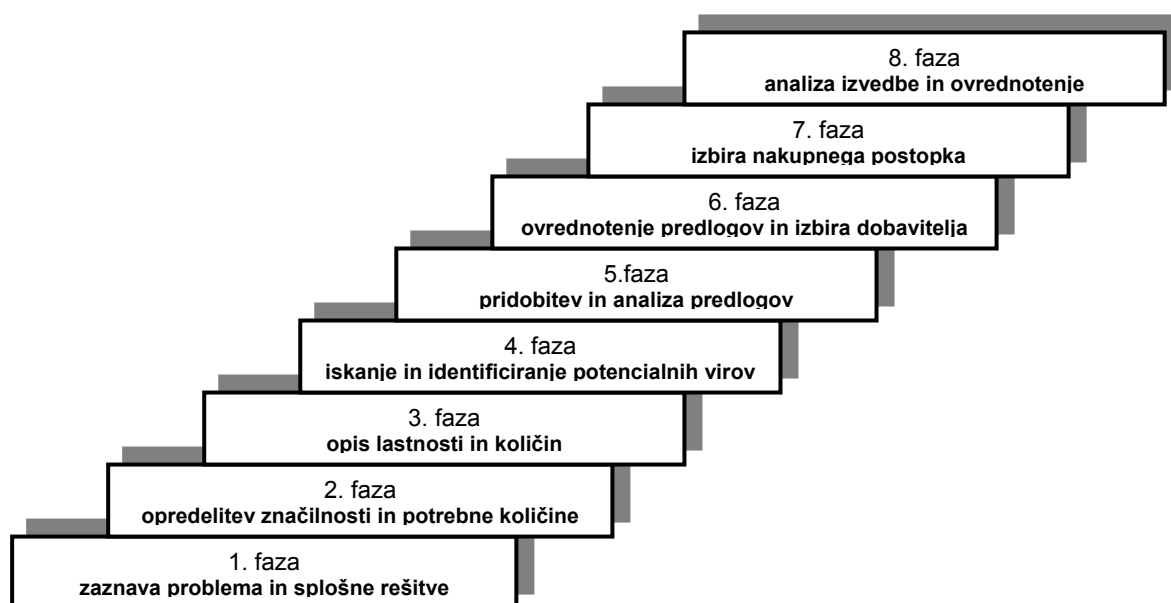 8. faza
analiza izvedbe in ovrednotenje
7. faza
izbira nakupnega postopka
6. faza
ovrednotenje predlogov in izbira dobavitelja
5.faza
pridobitev in analiza predlogov
4. faza
iskanje in identificiranje potencialnih virov
3. faza
opis lastnosti in količin
2. faza
opredelitev značilnosti in potrebne količine
1. faza
zaznava problema in splošne rešitve